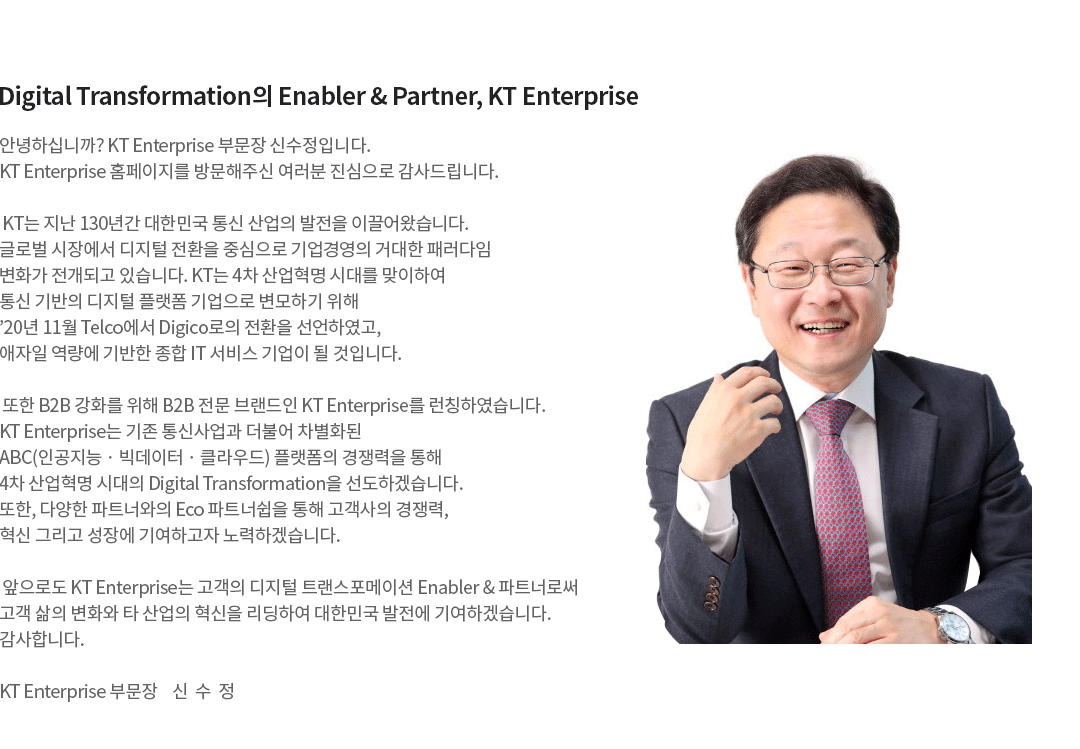 Digital Transformation의 Enabler & Partner, KT Enterprise
안녕하십니까? KT Enterprise 부문장 신수정입니다.
KT Enterprise 홈페이지를 방문해주신 여러분 진심으로 감사드립니다.
KT는 지난 130년간 대한민국 통신 산업의 발전을 이끌어왔습니다.
글로벌 시장에서 디지털 전환을 중심으로 기업경영의 거대한 패러다임
변화가 전개되고 있습니다. KT는 4차 산업혁명 시대를 맞이하여
통신 기반의 디지털 플랫폼 기업으로 변모하기 위해
’20년 11월 Telco에서 Digico로의 전환을 선언하였고,
애자일 역량에 기반한 종합 IT 서비스 기업이 될 것입니다.
또한 B2B 강화를 위해 B2B 전문 브랜드인 KT Enterprise를 런칭하였습니다.
KT Enterprise는 기존 통신사업과 더불어 차별화된
ABC(인공지능 · 빅데이터 · 클라우드) 플랫폼의 경쟁력을 통해
4차 산업혁명 시대의 Digital Transformation을 선도하겠습니다.
또한, 다양한 파트너와의 Eco 파트너쉽을 통해 고객사의 경쟁력,
혁신 그리고 성장에 기여하고자 노력하겠습니다.
앞으로도 KT Enterprise는 고객의 디지털 트랜스포메이션 Enabler & 파트너로써
고객 삶의 변화와 타 산업의 혁신을 리딩하여 대한민국 발전에 기여하겠습니다.
감사합니다.
KT Enterprise 부문장 신 수 정